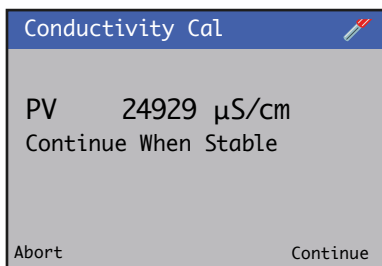 Conductivity Cal
PV 24929 µS/cm
Continue When Stable
Abort Continue